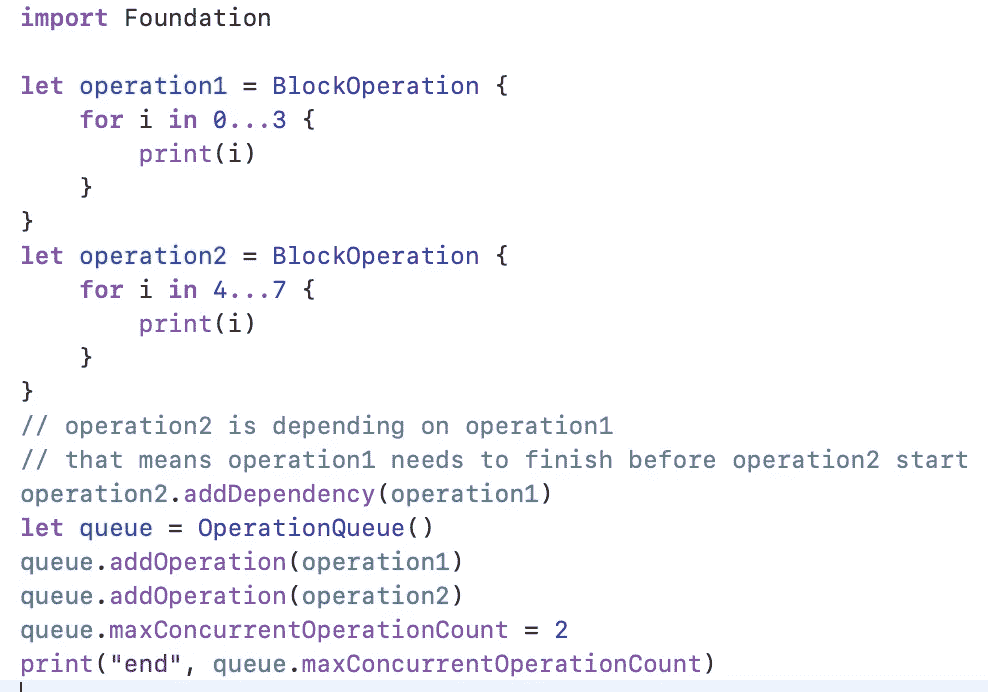 import Foundation
let operation1 = BlockOperation {
    for i in 0...3 {
        print(i)
    }
}
let operation2 = BlockOperation {
    for i in 4...7 {
        print(i)
    }
}
// operation2 is depending on operation1
// that means operation1 needs to finish before operation2 start
operation2.addDependency(operation1)
let queue = OperationQueue()
queue.addOperation(operation1)
queue.addOperation(operation2)
queue.maxConcurrentOperationCount = 2
print("end", queue.maxConcurrentOperationCount)